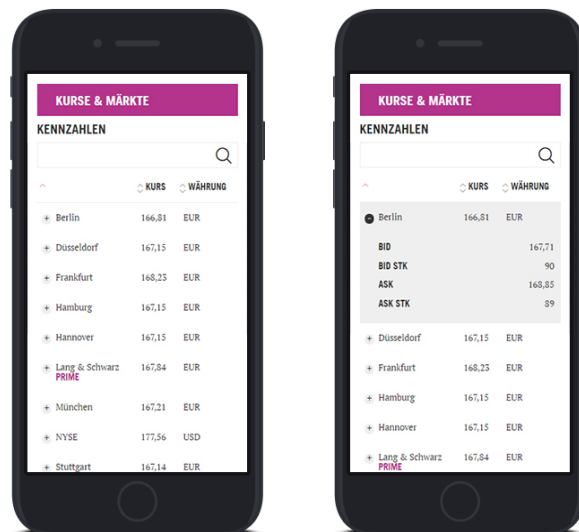 KURSE & MÄRKTE
KENNZAHLEN
KURS WÄHRUNG
Berlin 166,81 EUR
Düsseldorf 167,15 EUR
Frankfurt 168,23 EUR
Hamburg 167,15 EUR
Hannover 167,15 EUR
Lang & Schwarz 167,84 EUR
PRIME
München 167,21 EUR
NYSE 177,56 USD
Stuttgart 167,14 EUR
KURSE & MÄRKTE
KENNZAHLEN
KURS WÄHRUNG
Berlin 166,81 EUR
BID 167,71
BID STK 90
ASK 168,85
ASK STK 89
Düsseldorf 167,15 EUR
Frankfurt 168,23 EUR
Hamburg 167,15 EUR
Hannover 167,15 EUR
Lang & Schwarz 167,84 EUR
PRIME